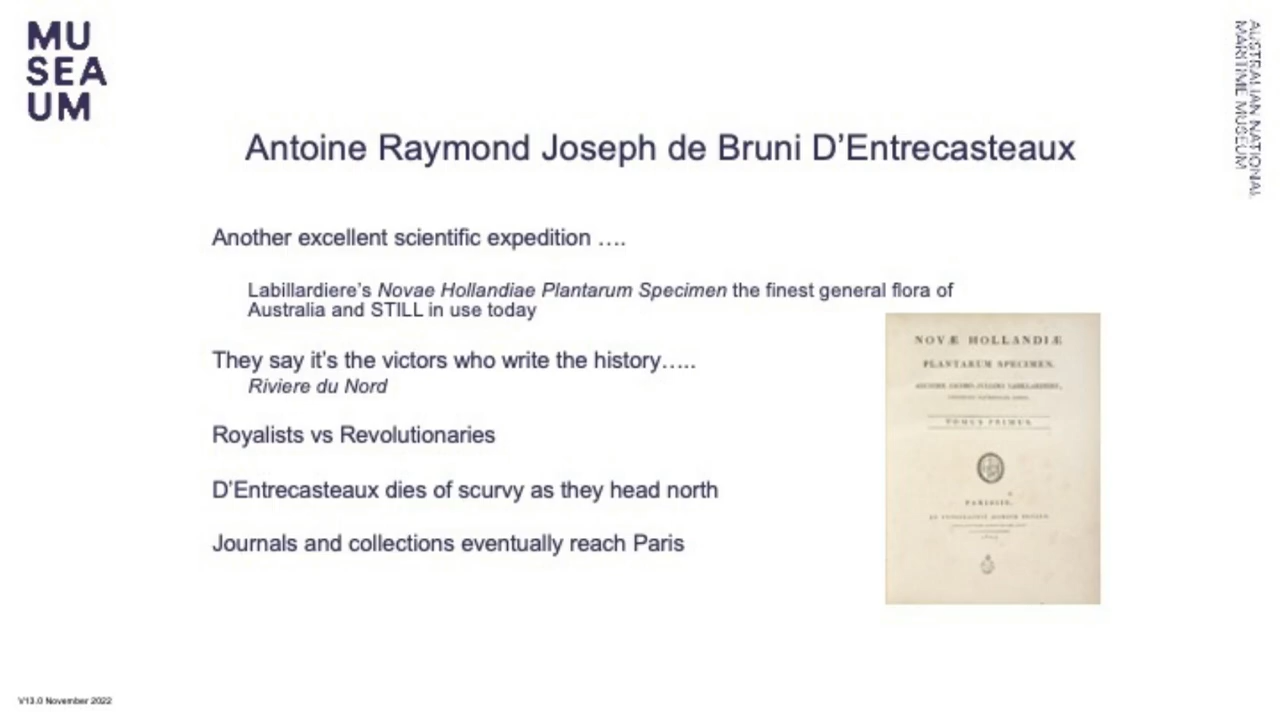 MU
SEA
UM
AUSTRALIAN NATIONAL
MARITIME MUSEUM
Antoine Raymond Joseph de Bruni D’Entrecasteaux
Another excellent scientific expedition ….
Labillardiere’s Novae Hollandiae Plantarum Specimen the finest general flora of
Australia and STILL in use today
They say it’s the victors who write the history…..
Riviere du Nord
Royalists vs Revolutionaries
D’Entrecasteaux dies of scurvy as they head north
Journals and collections eventually reach Paris
NOVÆ HOLLANDIÆ
PLANTARUM SPECIMEN.
TOMUS PRIMUS.
PARISIIS,
V13.0 November 2022